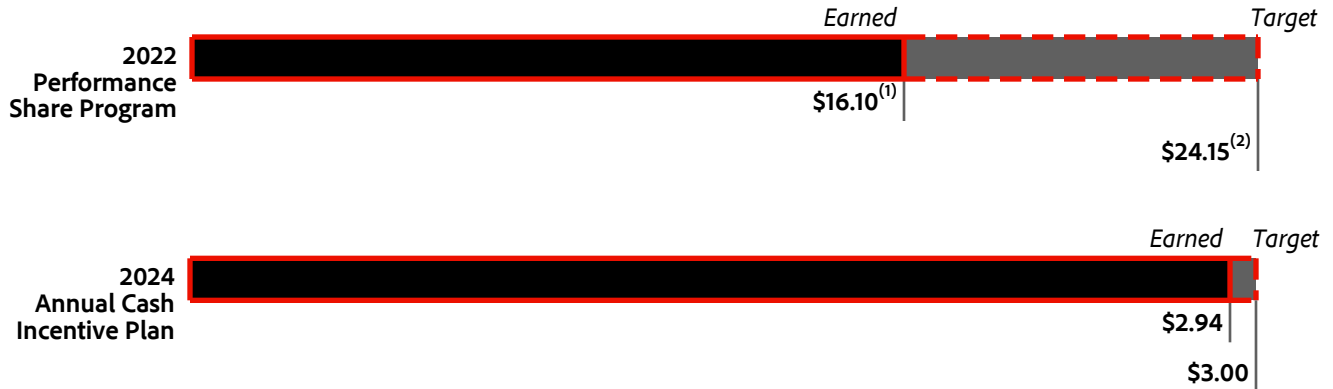 Earned Target
2022
Performance
Share Program
$16.10(1)
$24.15(2)
Earned Target
2024
Annual Cash
Incentive Plan
$2.94
$3.00